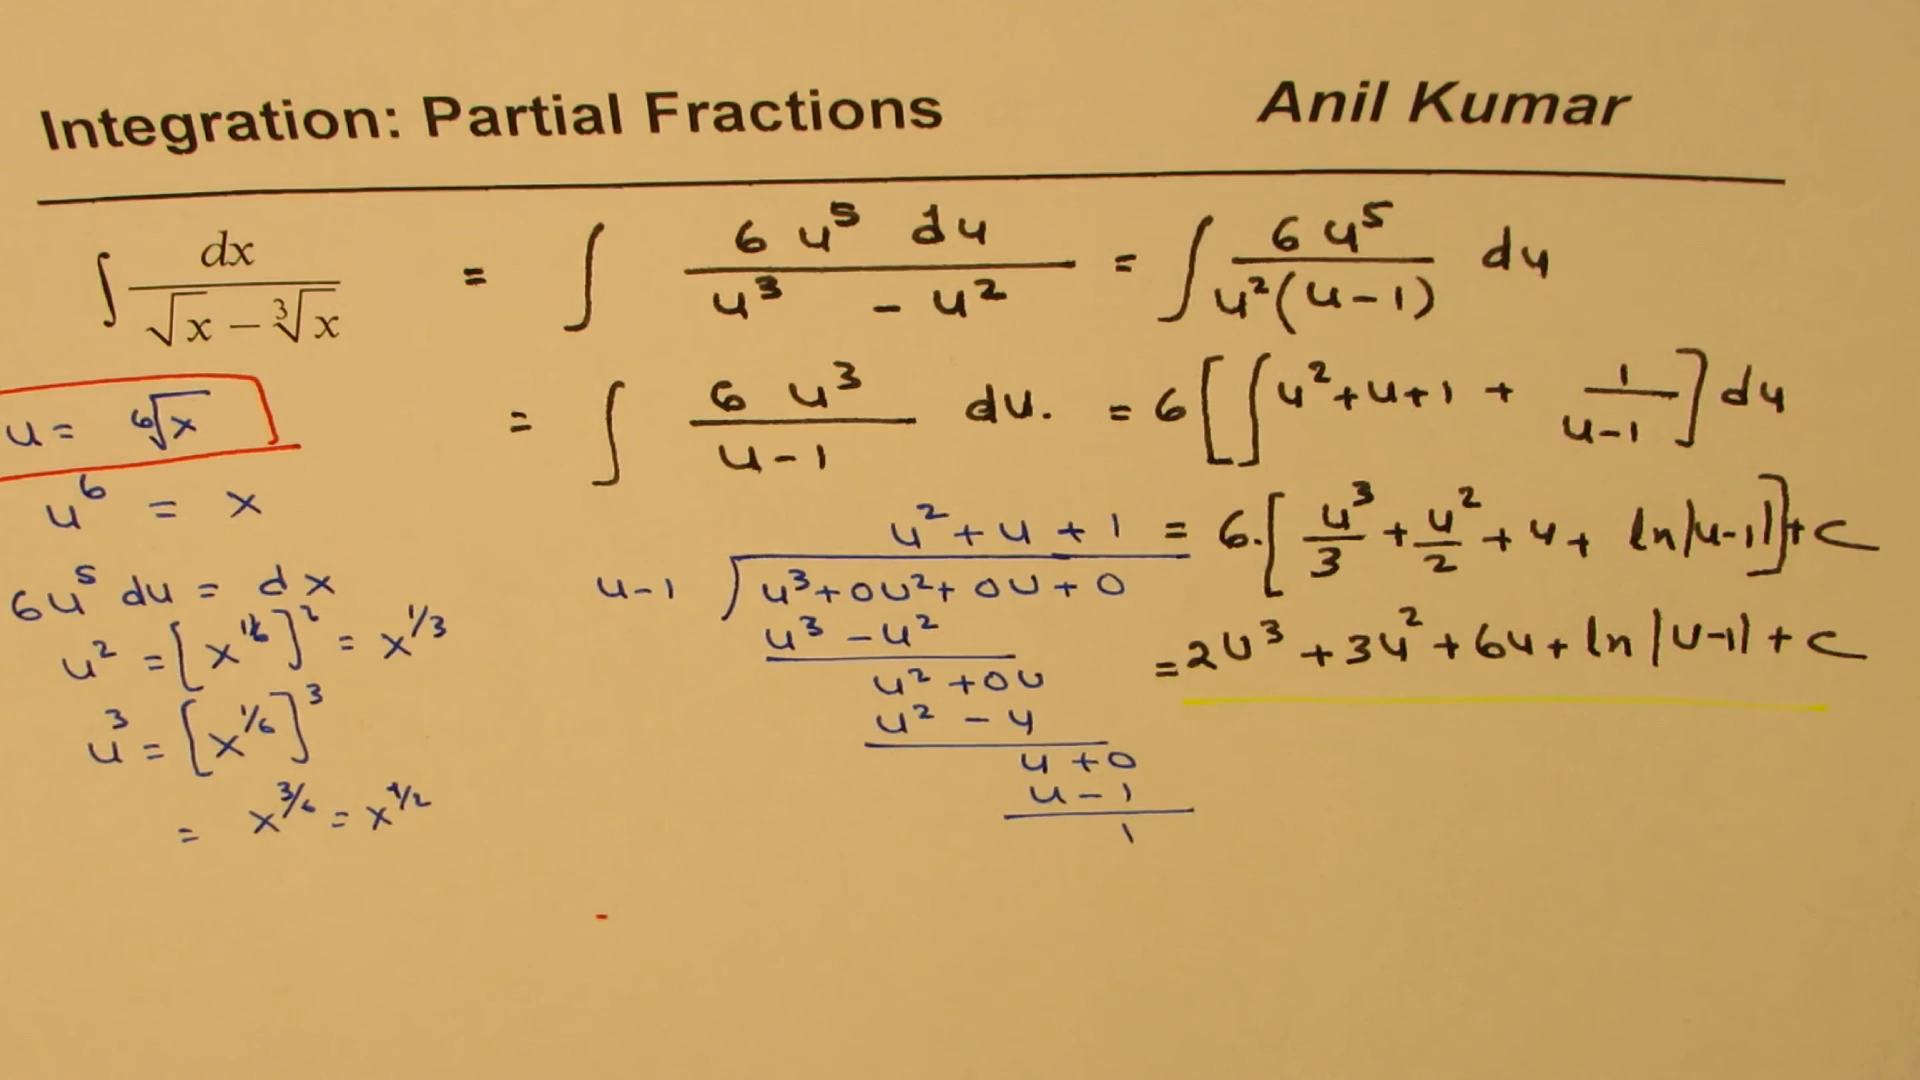 Integration: Partial Fractions Anil Kumar
∫ dx / (√x − ∛x) = ∫ 6u⁵ du / (u³ − u²) = ∫ 6u⁵ / (u²(u−1)) du
= ∫ 6u³ / (u−1) du. = 6[∫ u²+u+1 + 1/(u−1)] du
u = ⁶√x
u⁶ = x
u²+u+1 = 6.[u³/3 + u²/2 + u + ln|u-1|]+c
6u⁵ du = dx
u-1 ) u³+0u²+0u+0
u² = [x^1/6]² = x^1/3
u³ −u²
= 2u³ + 3u² + 6u + ln |u-1| + c
u² +0u
u² − u
u³ = [x^1/6]³
u +0
u − 1
1
= x^3/6 = x^1/2